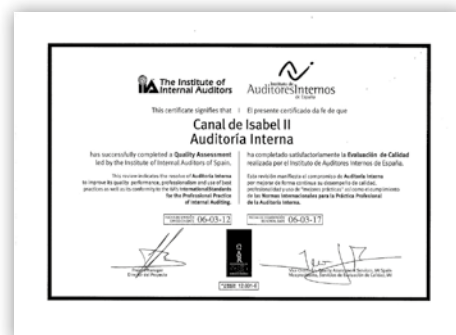 The Institute of
Internal Auditors
Instituto de
AuditoresInternos
de España
This certificate signifies that
El presente certificado da fe de que
Canal de Isabel II
Auditoría Interna
has successfully completed a Quality Assessment
led by the Institute of Internal Auditors of Spain.
ha completado satisfactoriamente la Evaluación de Calidad
realizada por el Instituto de Auditores Internos de España.
This review indicates the resolve of Auditoría Interna
to improve its quality performance, professionalism and use of best
practices as well as its conformity to the IIA's International Standards
for the Professional Practice
of Internal Auditing.
Esta revisión manifiesta el compromiso de Auditoría Interna
por mejorar de forma continua su desempeño de calidad,
profesionalidad y uso de "mejores prácticas" así como el cumplimiento
de las Normas Internacionales para la Práctica Profesional
de la Auditoría Interna.
06-03-12
06-03-17
Project Manager
Director del Proyecto